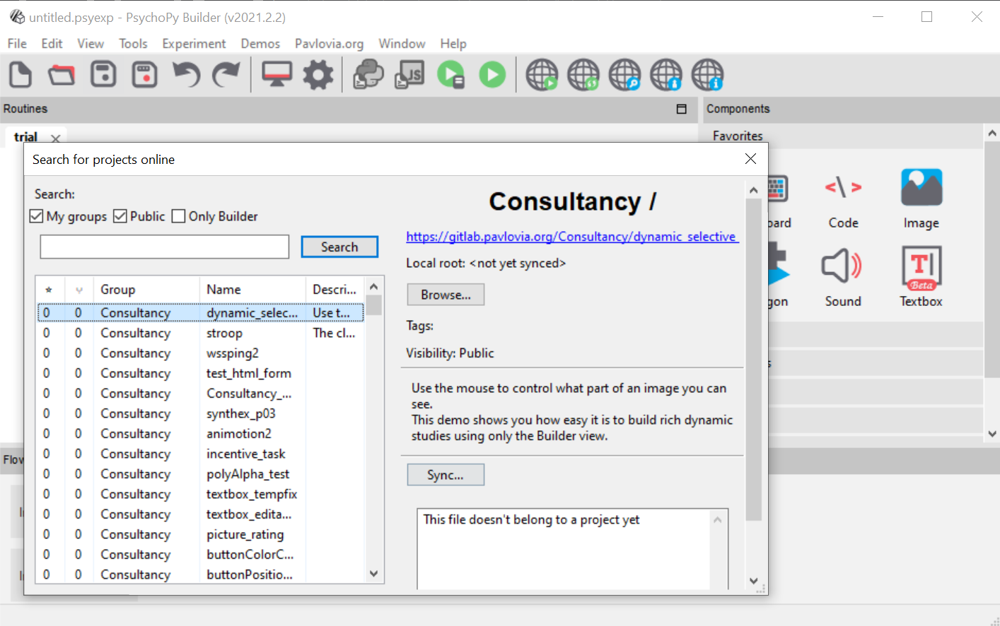 untitled.psyexp - PsychoPy Builder (v2021.2.2)
File Edit View Tools Experiment Demos Pavlovia.org Window Help
JS
Routines
Components
trial
Favorites
Search for projects online
Search:
My groups Public Only Builder
Search
* Group Name Descri...
0 0 Consultancy dynamic_selec... Use t...
0 0 Consultancy stroop The cl...
0 0 Consultancy wssping2
0 0 Consultancy test_html_form
0 0 Consultancy Consultancy_...
0 0 Consultancy synthex_p03
0 0 Consultancy animotion2
0 0 Consultancy incentive_task
0 0 Consultancy polyAlpha_test
0 0 Consultancy textbox_tempfix
0 0 Consultancy textbox_edita...
0 0 Consultancy picture_rating
0 0 Consultancy buttonColorC...
0 0 Consultancy buttonPositio...
Consultancy /
https://gitlab.pavlovia.org/Consultancy/dynamic_selective_
Local root: <not yet synced>
Browse...
Tags:
Visibility: Public
Use the mouse to control what part of an image you can
see.
This demo shows you how easy it is to build rich dynamic
studies using only the Builder view.
Sync...
This file doesn't belong to a project yet
Code
Image
T
Beta
Sound
Textbox